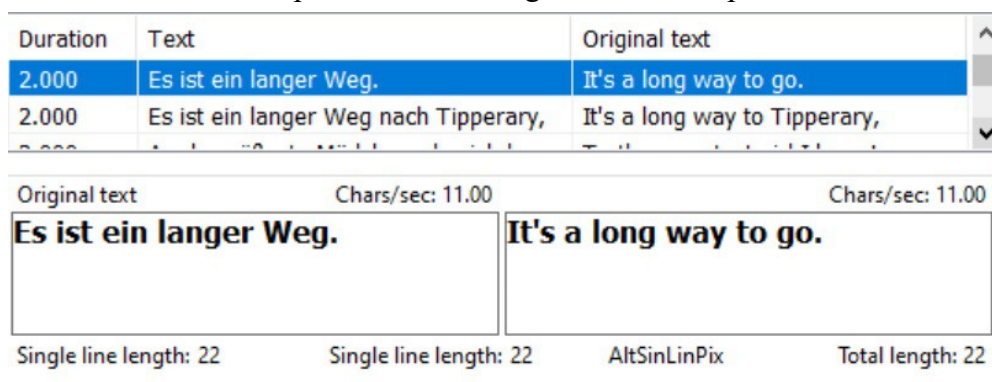 Duration Text Original text
2.000 Es ist ein langer Weg. It's a long way to go.
2.000 Es ist ein langer Weg nach Tipperary, It's a long way to Tipperary,
Original text Chars/sec: 11.00 Chars/sec: 11.00
Es ist ein langer Weg. It's a long way to go.
Single line length: 22 Single line length: 22 AltSinLinPix Total length: 22